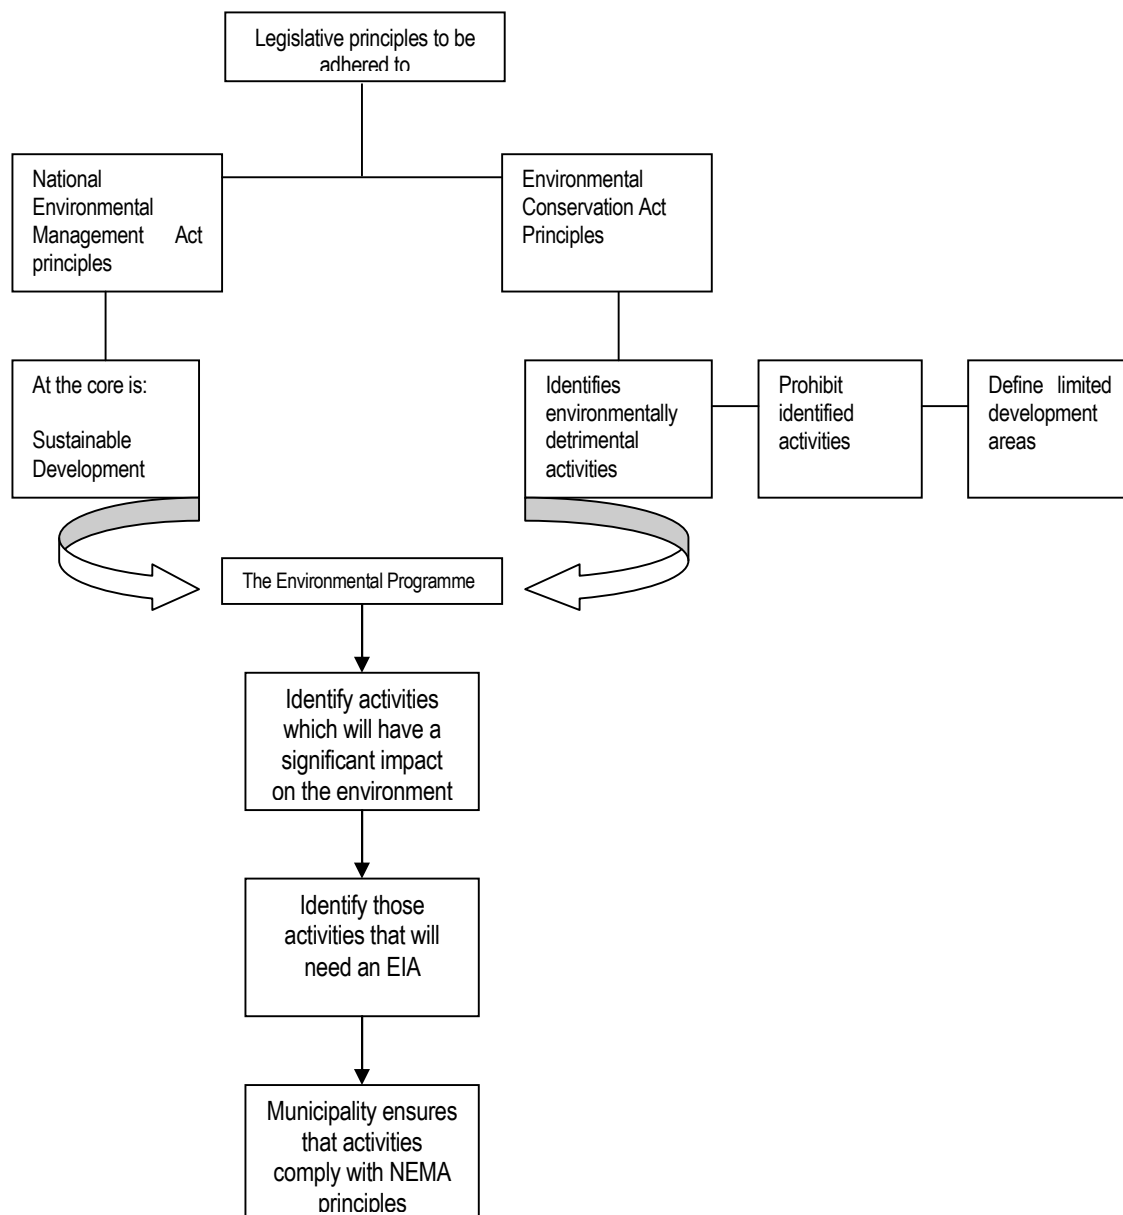 Legislative principles to be
adhered to
National
Environmental
Management Act
principles
Environmental
Conservation Act
Principles
At the core is:
Sustainable
Development
Identifies
environmentally
detrimental
activities
Prohibit
identified
activities
Define limited
development
areas
The Environmental Programme
Identify activities
which will have a
significant impact
on the environment
Identify those
activities that will
need an EIA
Municipality ensures
that activities
comply with NEMA
principles